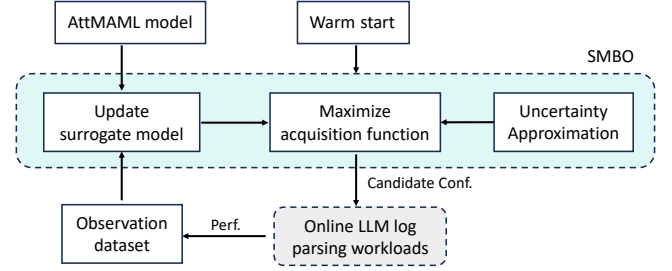 AttMAML model
Warm start
SMBO
Update
surrogate model
Maximize
acquisition function
Uncertainty
Approximation
Candidate Conf.
Observation
dataset
Perf.
Online LLM log
parsing workloads